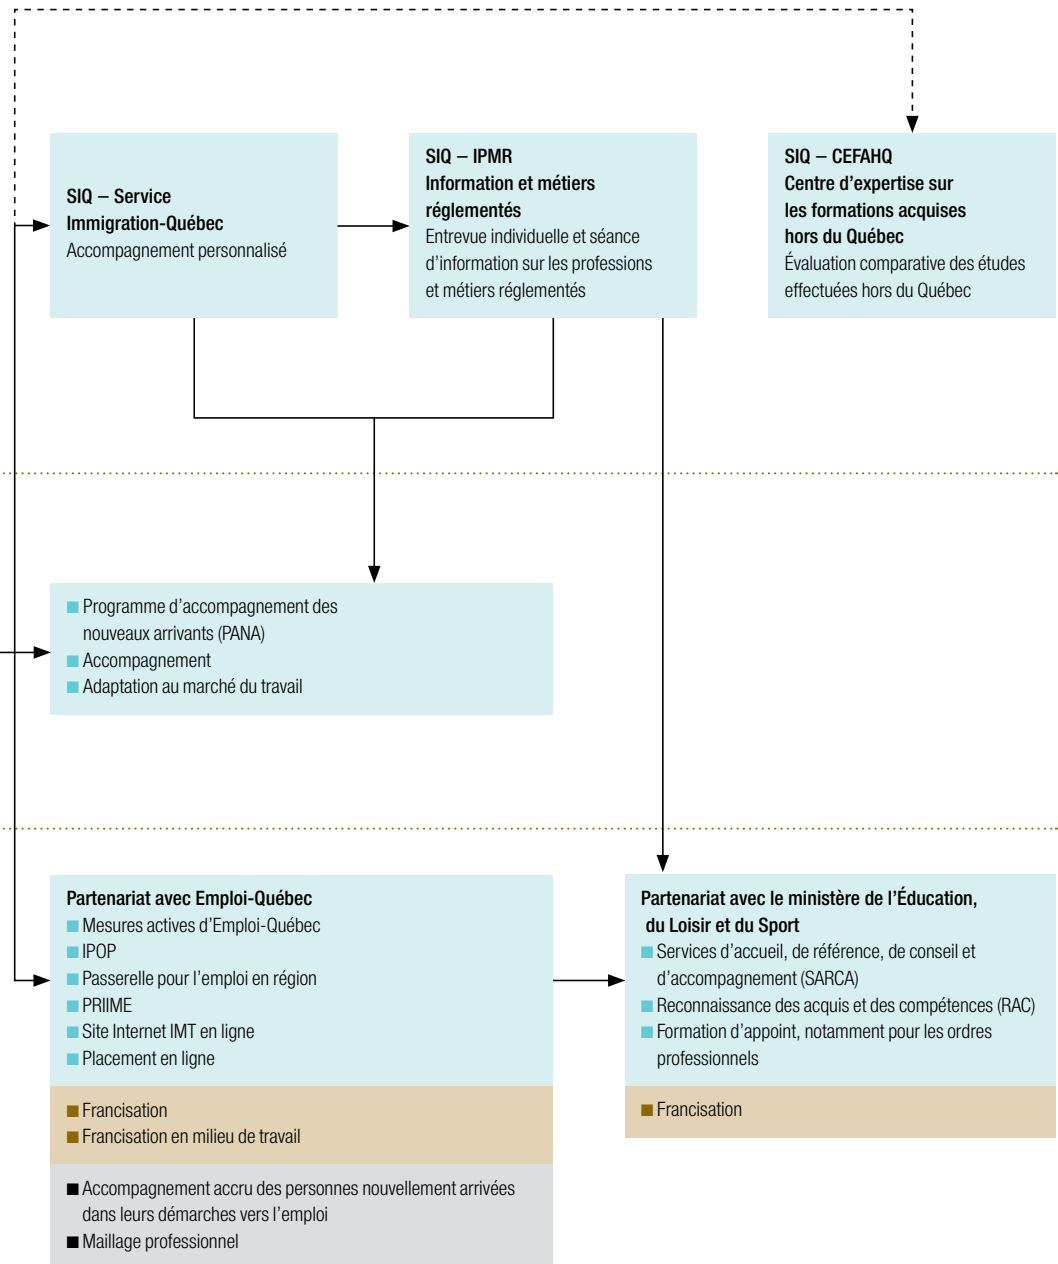 SIQ – Service
Immigration-Québec
Accompagnement personnalisé
SIQ – IPMR
Information et métiers
réglementés
Entrevue individuelle et séance
d'information sur les professions
et métiers réglementés
SIQ – CEFAHQ
Centre d'expertise sur
les formations acquises
hors du Québec
Évaluation comparative des études
effectuées hors du Québec
■ Programme d'accompagnement des
nouveaux arrivants (PANA)
■ Accompagnement
■ Adaptation au marché du travail
Partenariat avec Emploi-Québec
■ Mesures actives d'Emploi-Québec
■ IPOP
■ Passerelle pour l'emploi en région
■ PRIIME
■ Site Internet IMT en ligne
■ Placement en ligne
■ Francisation
■ Francisation en milieu de travail
■ Accompagnement accru des personnes nouvellement arrivées
dans leurs démarches vers l'emploi
■ Maillage professionnel
Partenariat avec le ministère de l'Éducation,
du Loisir et du Sport
■ Services d'accueil, de référence, de conseil et
d'accompagnement (SARCA)
■ Reconnaissance des acquis et des compétences (RAC)
■ Formation d'appoint, notamment pour les ordres
professionnels
■ Francisation